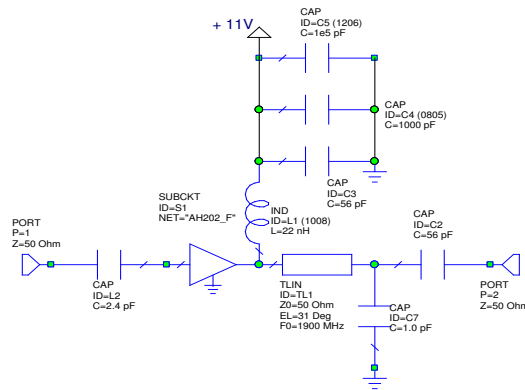 CAP
ID=C5 (1206)
C=1e5 pF
+ 11V
CAP
ID=C4 (0805)
C=1000 pF
CAP
ID=C3
C=56 pF
SUBCKT
ID=S1
NET="AH202_F"
IND
ID=L1 (1008)
L=22 nH
PORT
P=1
Z=50 Ohm
CAP
ID=L2
C=2.4 pF
TLIN
ID=TL1
Z0=50 Ohm
EL=31 Deg
F0=1900 MHz
CAP
ID=C2
C=56 pF
CAP
ID=C7
C=1.0 pF
PORT
P=2
Z=50 Ohm